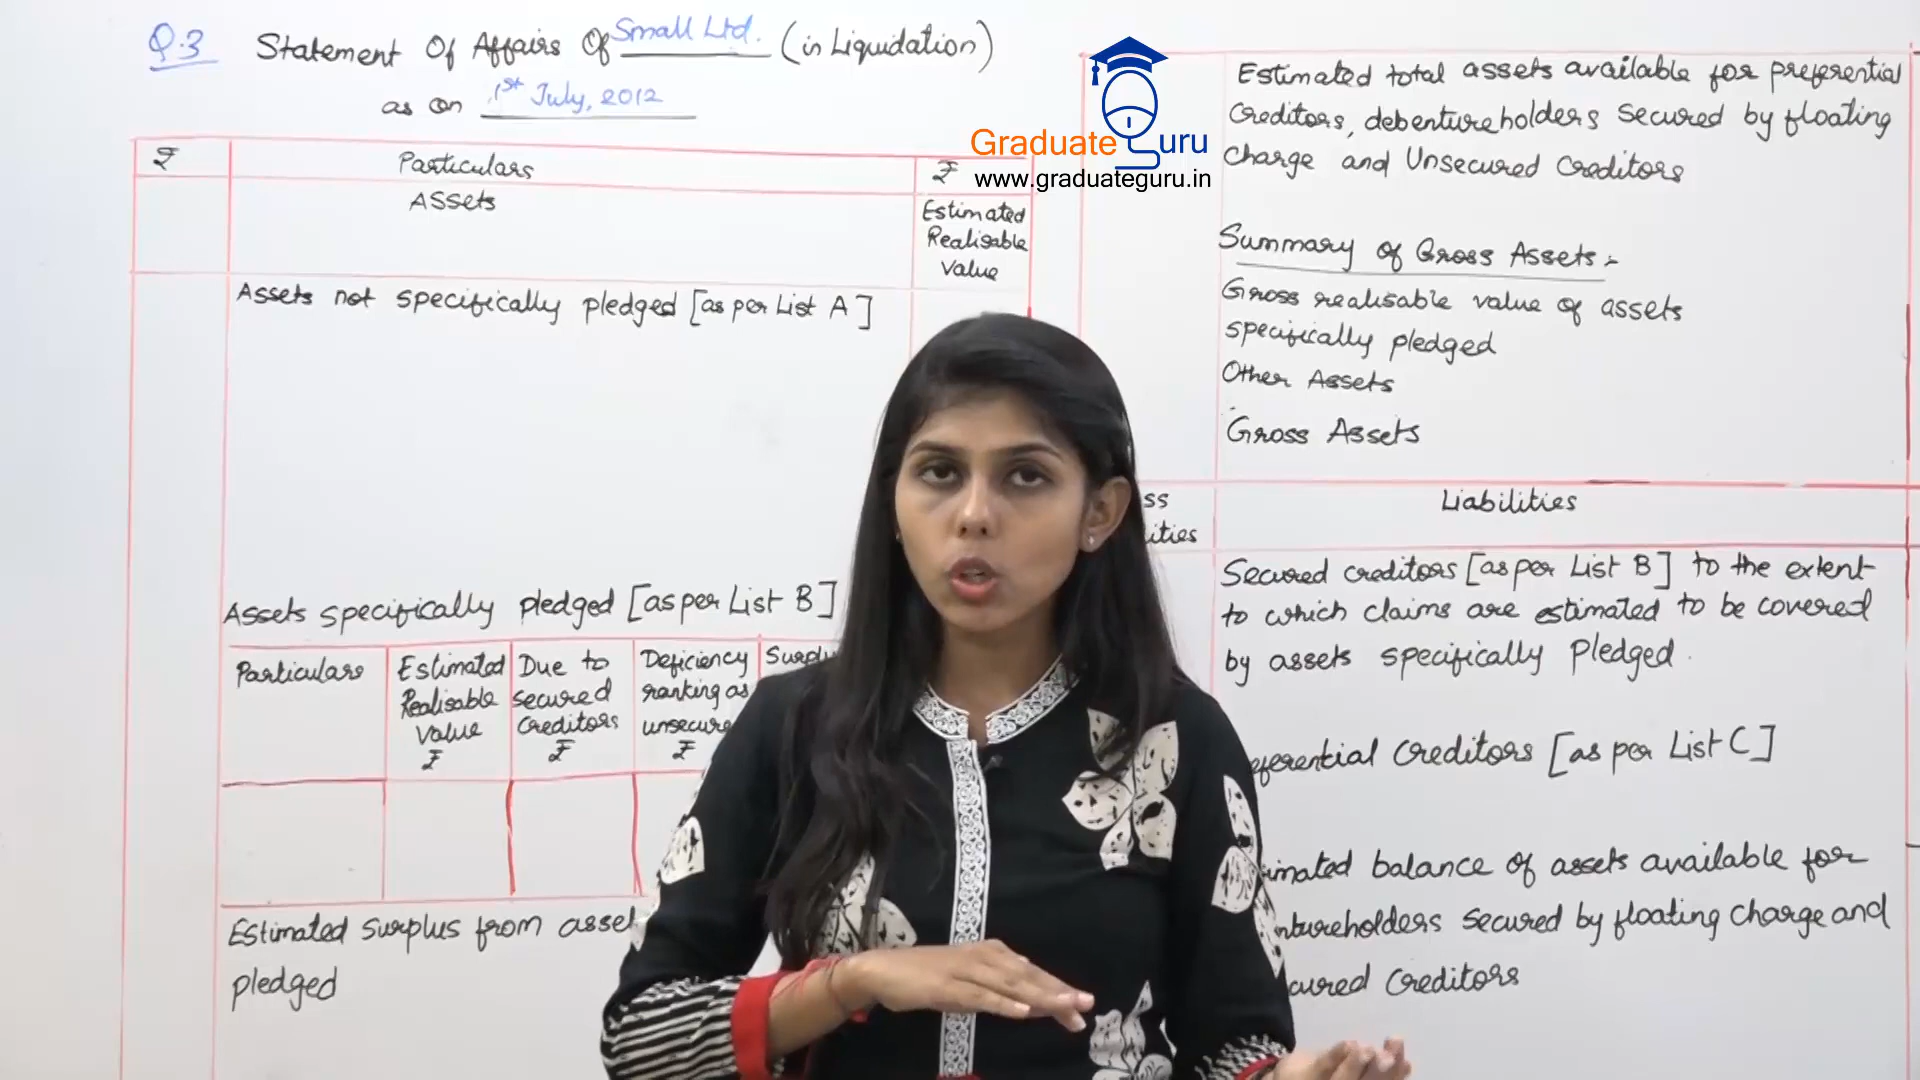 Q.3 Statement Of Affairs Of Small Ltd. (in Liquidation)
as on 1st July, 2012
₹ Particulars ₹
Assets
Estimated
Realisable
Value
Assets not specifically pledged [as per List A]
Assets specifically pledged [as per List B]
Particulars
Estimated
Realisable
Value
₹
Due to
secured
creditors
₹
Deficiency
ranking as
₹
Estimated surplus from
pledged
Graduate Guru
www.graduateguru.in
Estimated total assets available for preferential
Creditors, debentureholders Secured by floating
Charge and Unsecured Creditors
Summary of Gross Assets:-
Gross realisable value of assets
specifically pledged
Other Assets
Gross Assets
Liabilities
Secured creditors [as per List B] to the extent
to which claims are estimated to be covered
by assets specifically Pledged.
Creditors [as per List C]
balance of assets available for
Secured by floating Charge and
Creditors